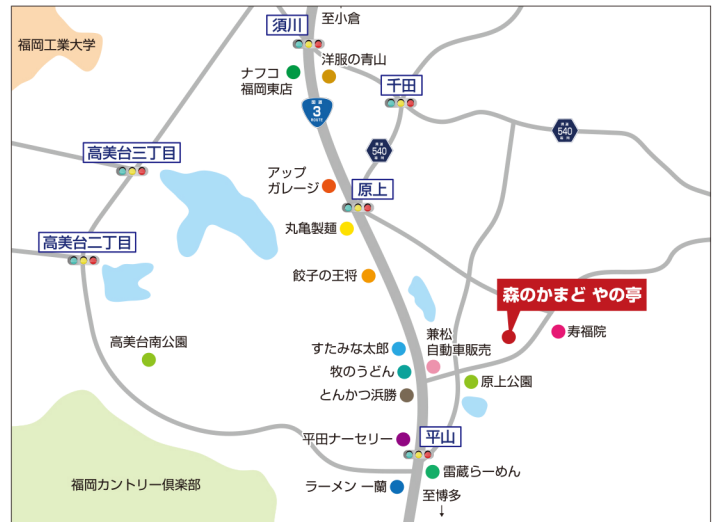 至小倉
須川
福岡工業大学
洋服の青山
ナフコ
福岡東店
千田
国道
3
ROUTE
540
540
高美台三丁目
アップ
ガレージ
原上
丸亀製麺
高美台二丁目
餃子の王将
森のかまど やの亭
寿福院
兼松
自動車販売
高美台南公園
すたみな太郎
牧のうどん
原上公園
とんかつ浜勝
平田ナーセリー
平山
雷蔵らーめん
福岡カントリー倶楽部
ラーメン 一蘭
至博多
↓